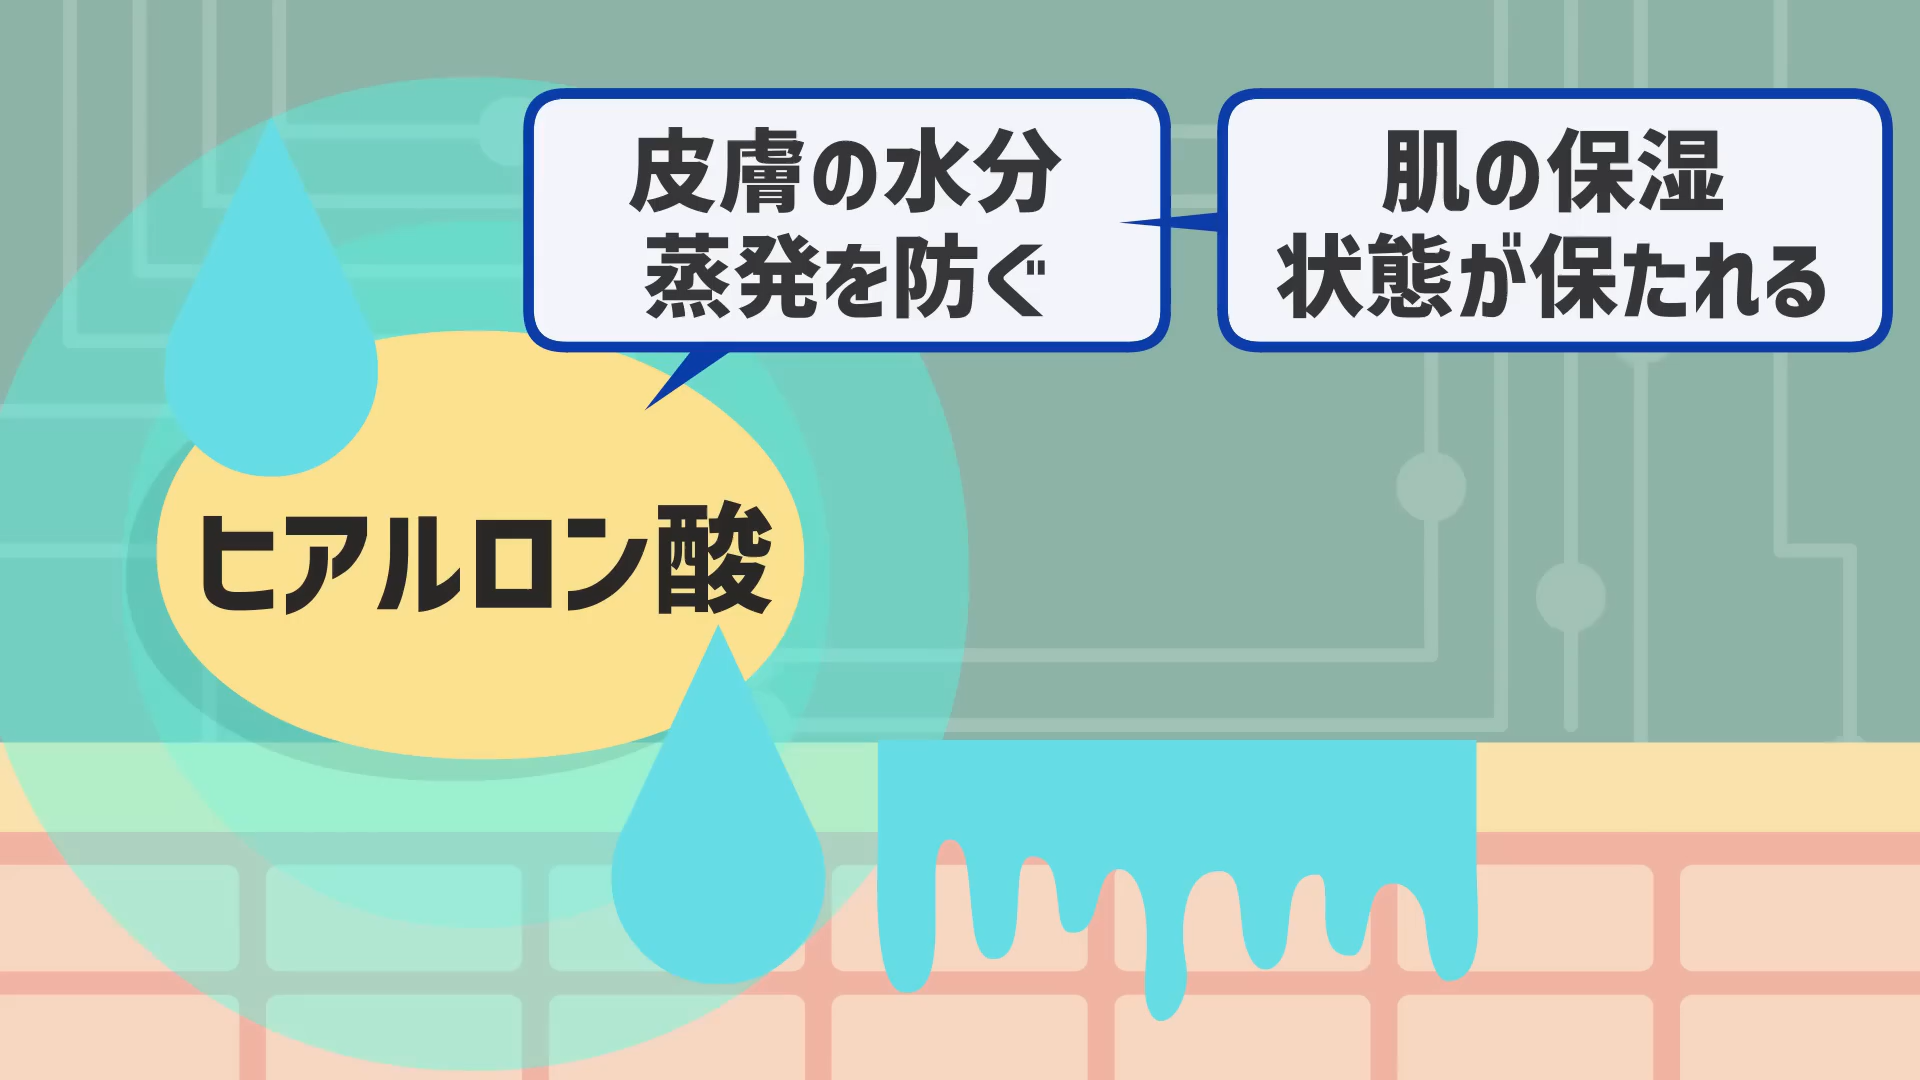 皮膚の水分
蒸発を防ぐ
肌の保湿
状態が保たれる
ヒアルロン酸